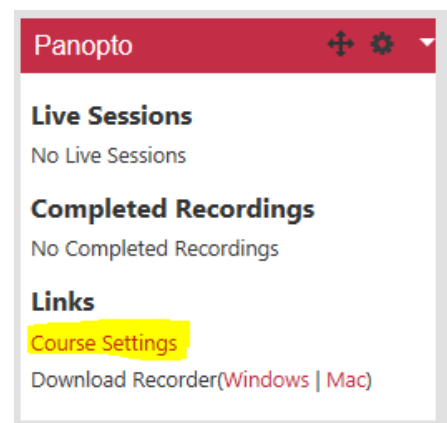 Panopto
Live Sessions
No Live Sessions
Completed Recordings
No Completed Recordings
Links
Course Settings
Download Recorder(Windows | Mac)